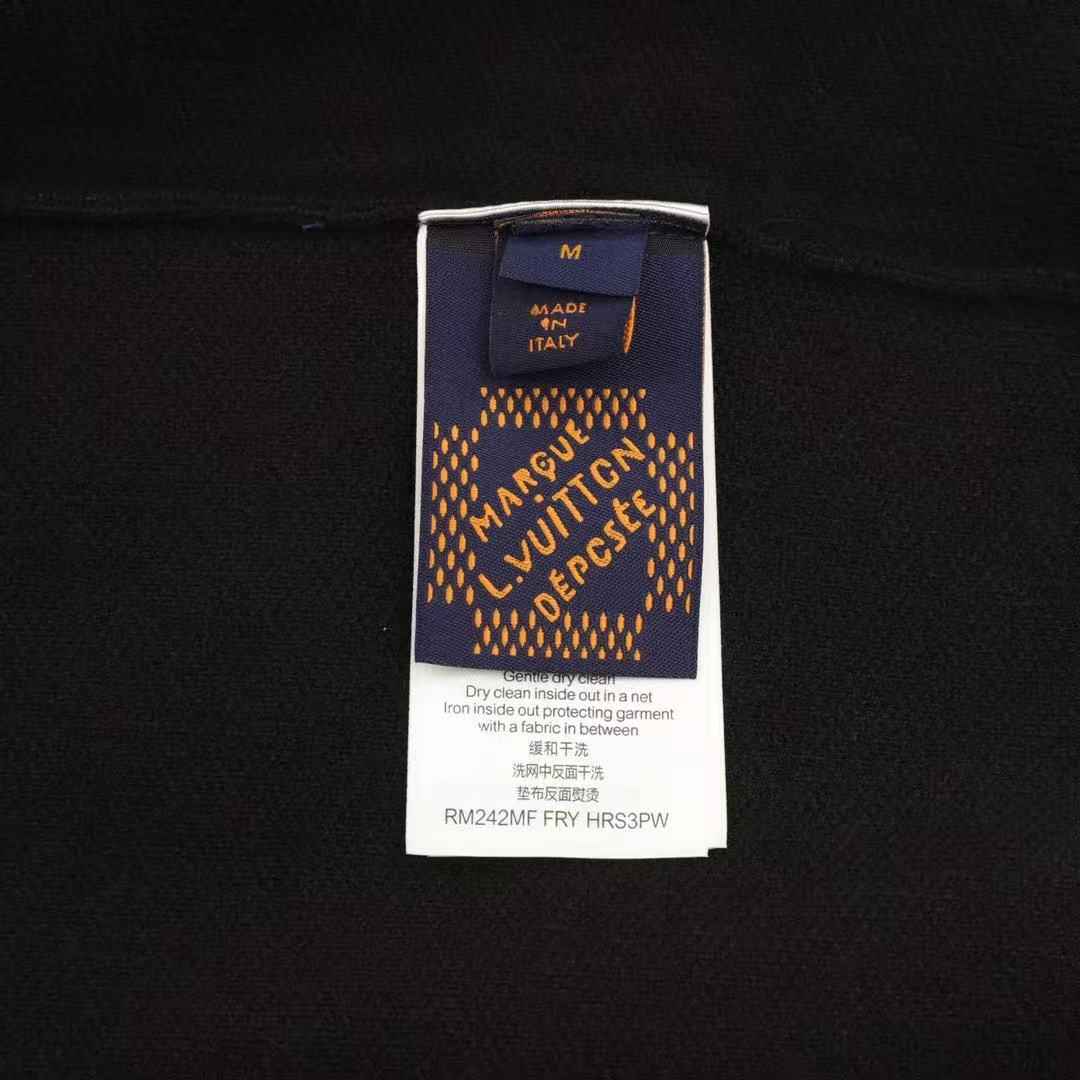 M
MADE
IN
ITALY
MARQUE
L.VUITTON
DÉPOSÉE
Gentle dry clean
Dry clean inside out in a net
Iron inside out protecting garment
with a fabric in between
缓和干洗
洗网中反面干洗
垫布反面熨烫
RM242MF FRY HRS3PW